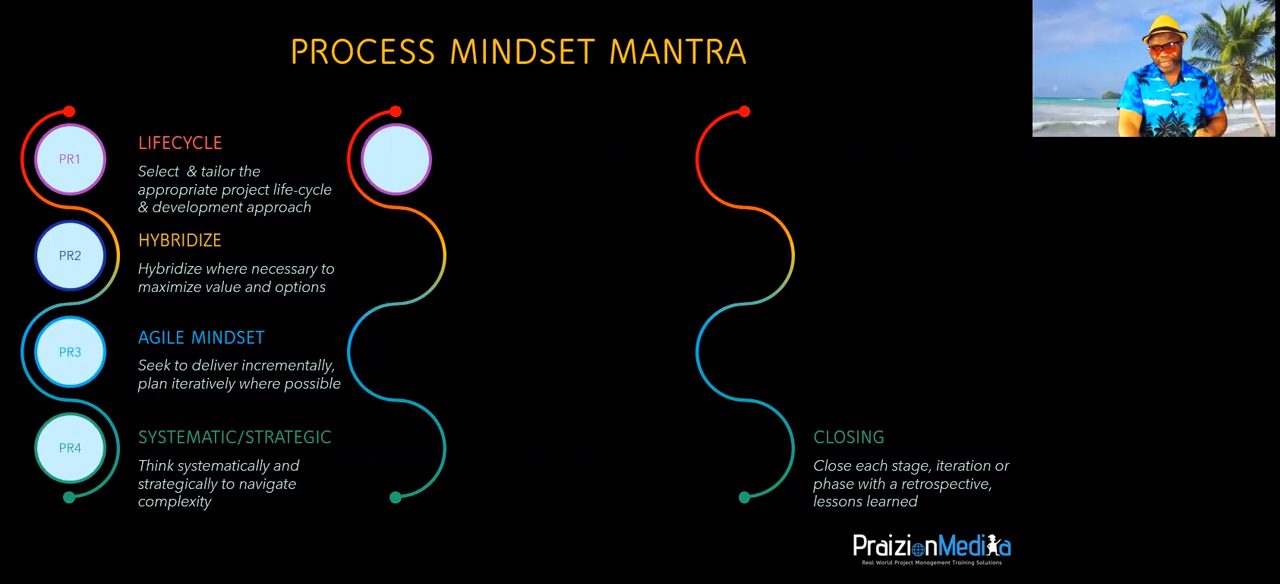 PROCESS MINDSET MANTRA
PR1
LIFECYCLE
Select & tailor the
appropriate project life-cycle
& development approach
PR2
HYBRIDIZE
Hybridize where necessary to
maximize value and options
PR3
AGILE MINDSET
Seek to deliver incrementally,
plan iteratively where possible
PR4
SYSTEMATIC/STRATEGIC
Think systematically and
strategically to navigate
complexity
CLOSING
Close each stage, iteration or
phase with a retrospective,
lessons learned
PraizionMedia
Real World Project Management Training Solutions